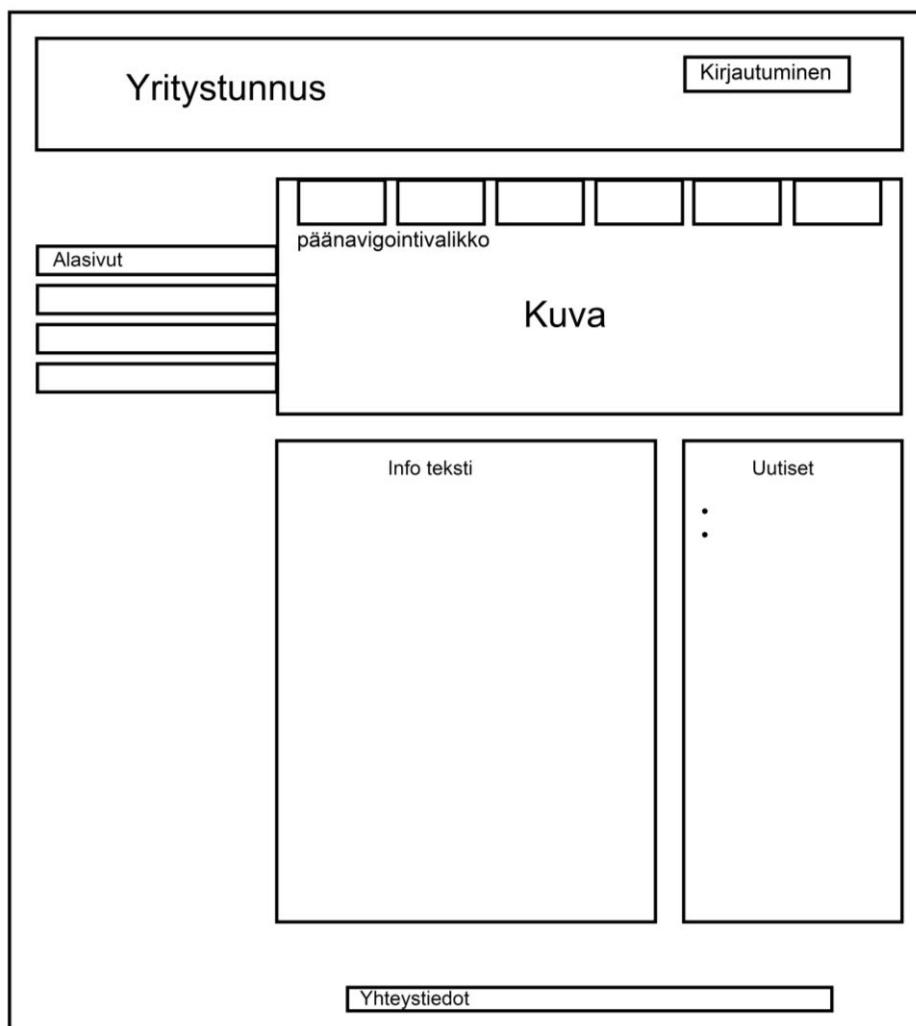 Yritystunnus
Kirjautuminen
päänavigointivalikko
Alasivut
Kuva
Info teksti
Uutiset
•
•
Yhteystiedot